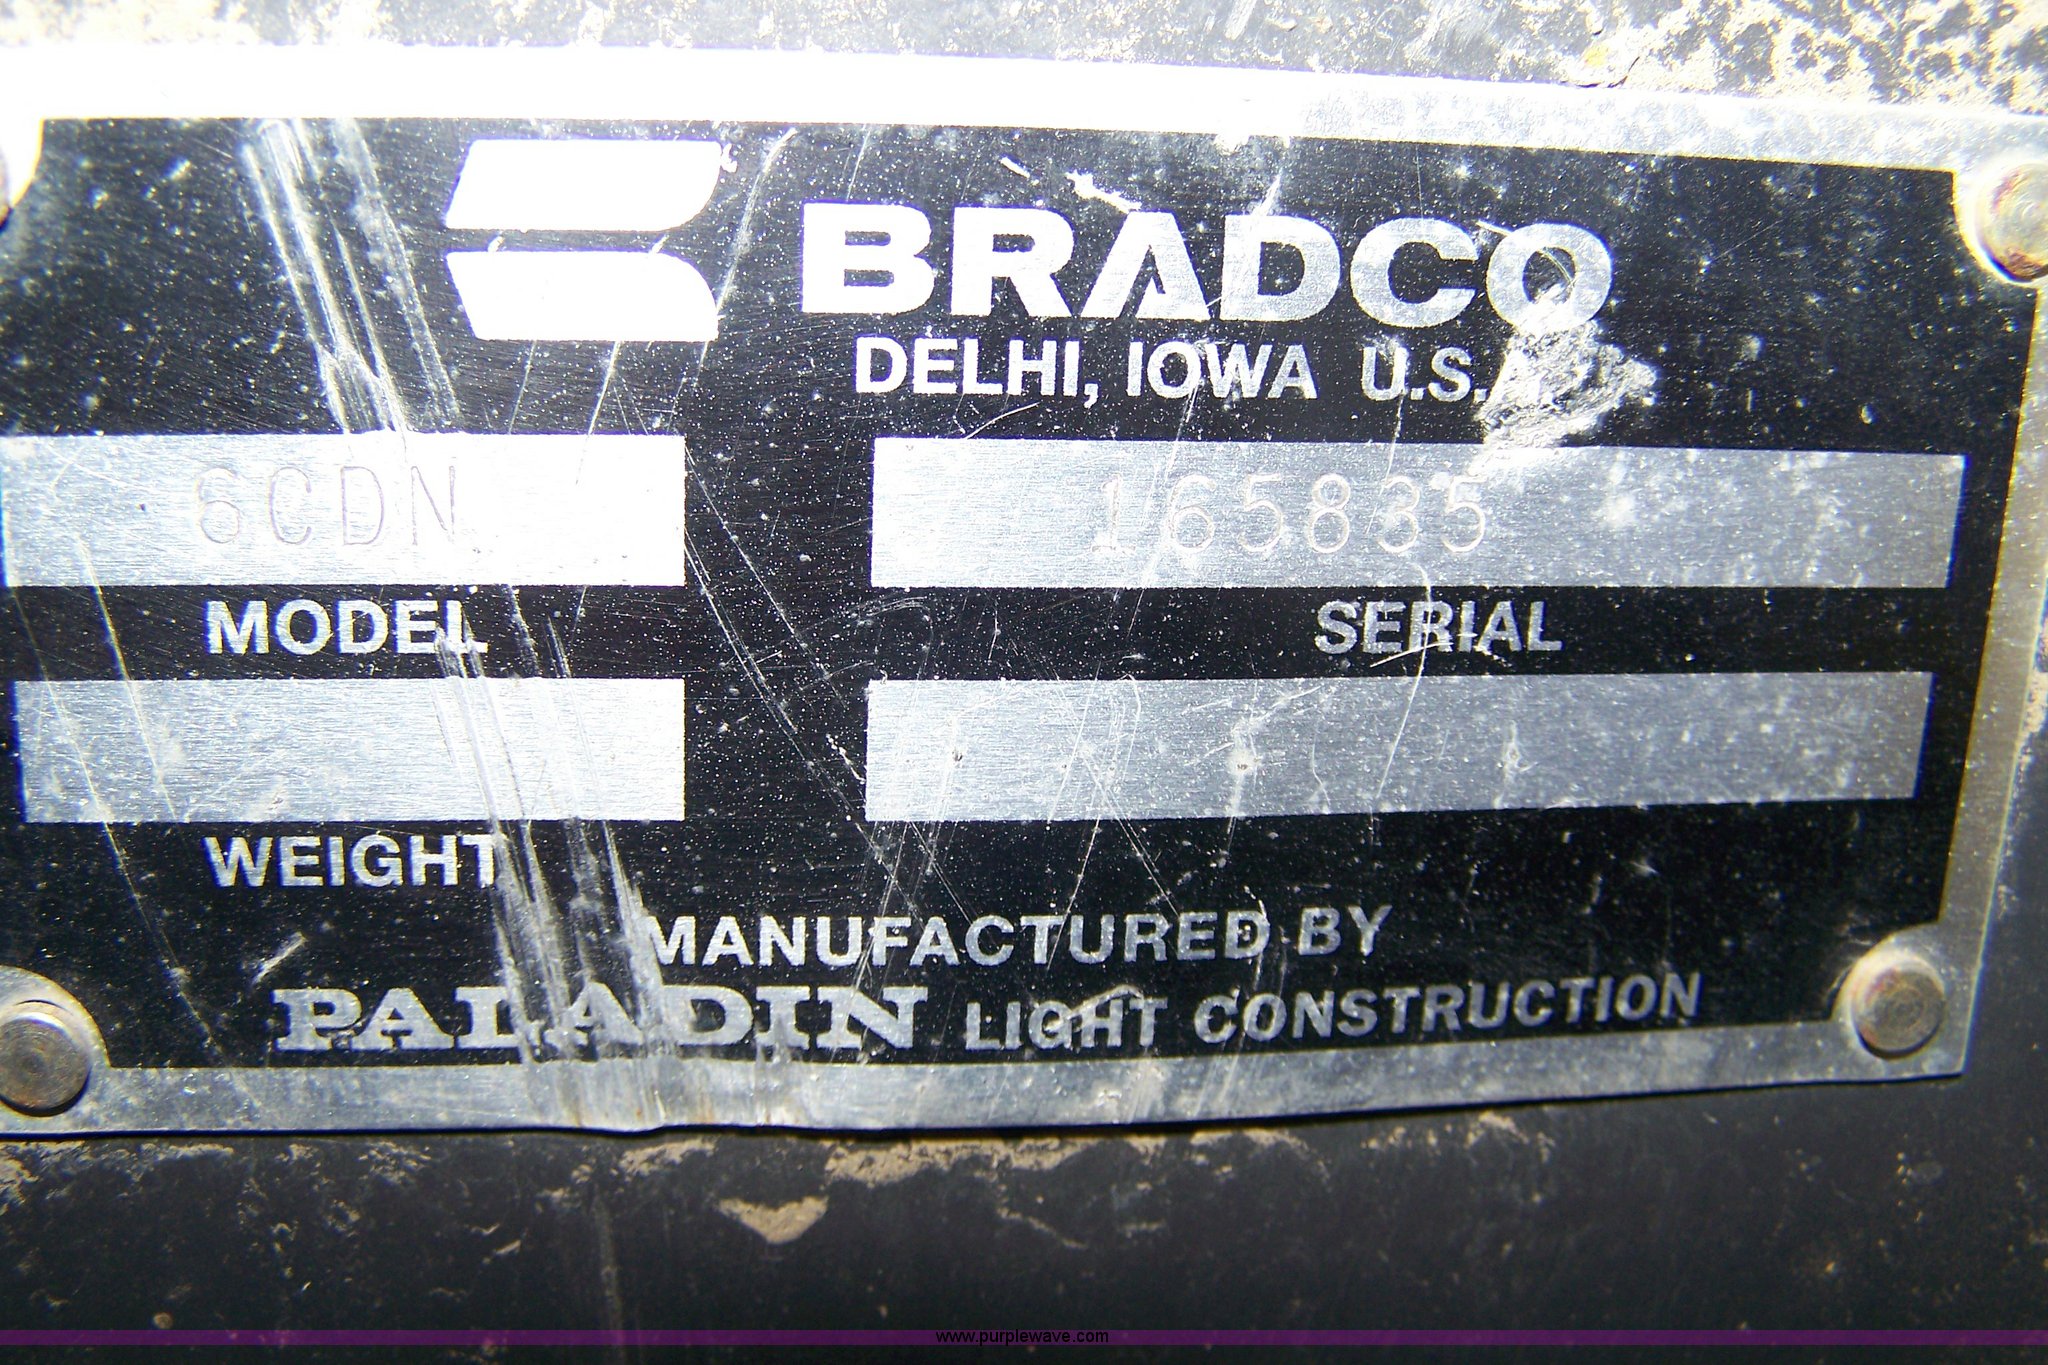 BRADCO
DELHI, IOWA U.S.A.
6CDN 165835
MODEL SERIAL
WEIGHT
MANUFACTURED BY
PALADIN LIGHT CONSTRUCTION
www.purplewave.com